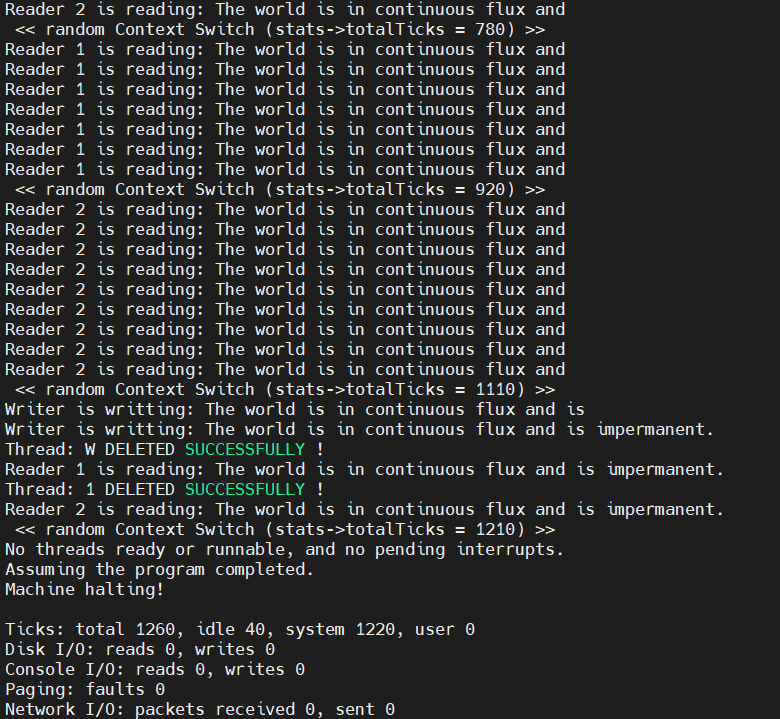 Reader 2 is reading: The world is in continuous flux and
 << random Context Switch (stats->totalTicks = 780) >>
Reader 1 is reading: The world is in continuous flux and
Reader 1 is reading: The world is in continuous flux and
Reader 1 is reading: The world is in continuous flux and
Reader 1 is reading: The world is in continuous flux and
Reader 1 is reading: The world is in continuous flux and
Reader 1 is reading: The world is in continuous flux and
Reader 1 is reading: The world is in continuous flux and
 << random Context Switch (stats->totalTicks = 920) >>
Reader 2 is reading: The world is in continuous flux and
Reader 2 is reading: The world is in continuous flux and
Reader 2 is reading: The world is in continuous flux and
Reader 2 is reading: The world is in continuous flux and
Reader 2 is reading: The world is in continuous flux and
Reader 2 is reading: The world is in continuous flux and
Reader 2 is reading: The world is in continuous flux and
Reader 2 is reading: The world is in continuous flux and
Reader 2 is reading: The world is in continuous flux and
 << random Context Switch (stats->totalTicks = 1110) >>
Writer is writting: The world is in continuous flux and is
Writer is writting: The world is in continuous flux and is impermanent.
Thread: W DELETED SUCCESSFULLY !
Reader 1 is reading: The world is in continuous flux and is impermanent.
Thread: 1 DELETED SUCCESSFULLY !
Reader 2 is reading: The world is in continuous flux and is impermanent.
 << random Context Switch (stats->totalTicks = 1210) >>
No threads ready or runnable, and no pending interrupts.
Assuming the program completed.
Machine halting!

Ticks: total 1260, idle 40, system 1220, user 0
Disk I/O: reads 0, writes 0
Console I/O: reads 0, writes 0
Paging: faults 0
Network I/O: packets received 0, sent 0